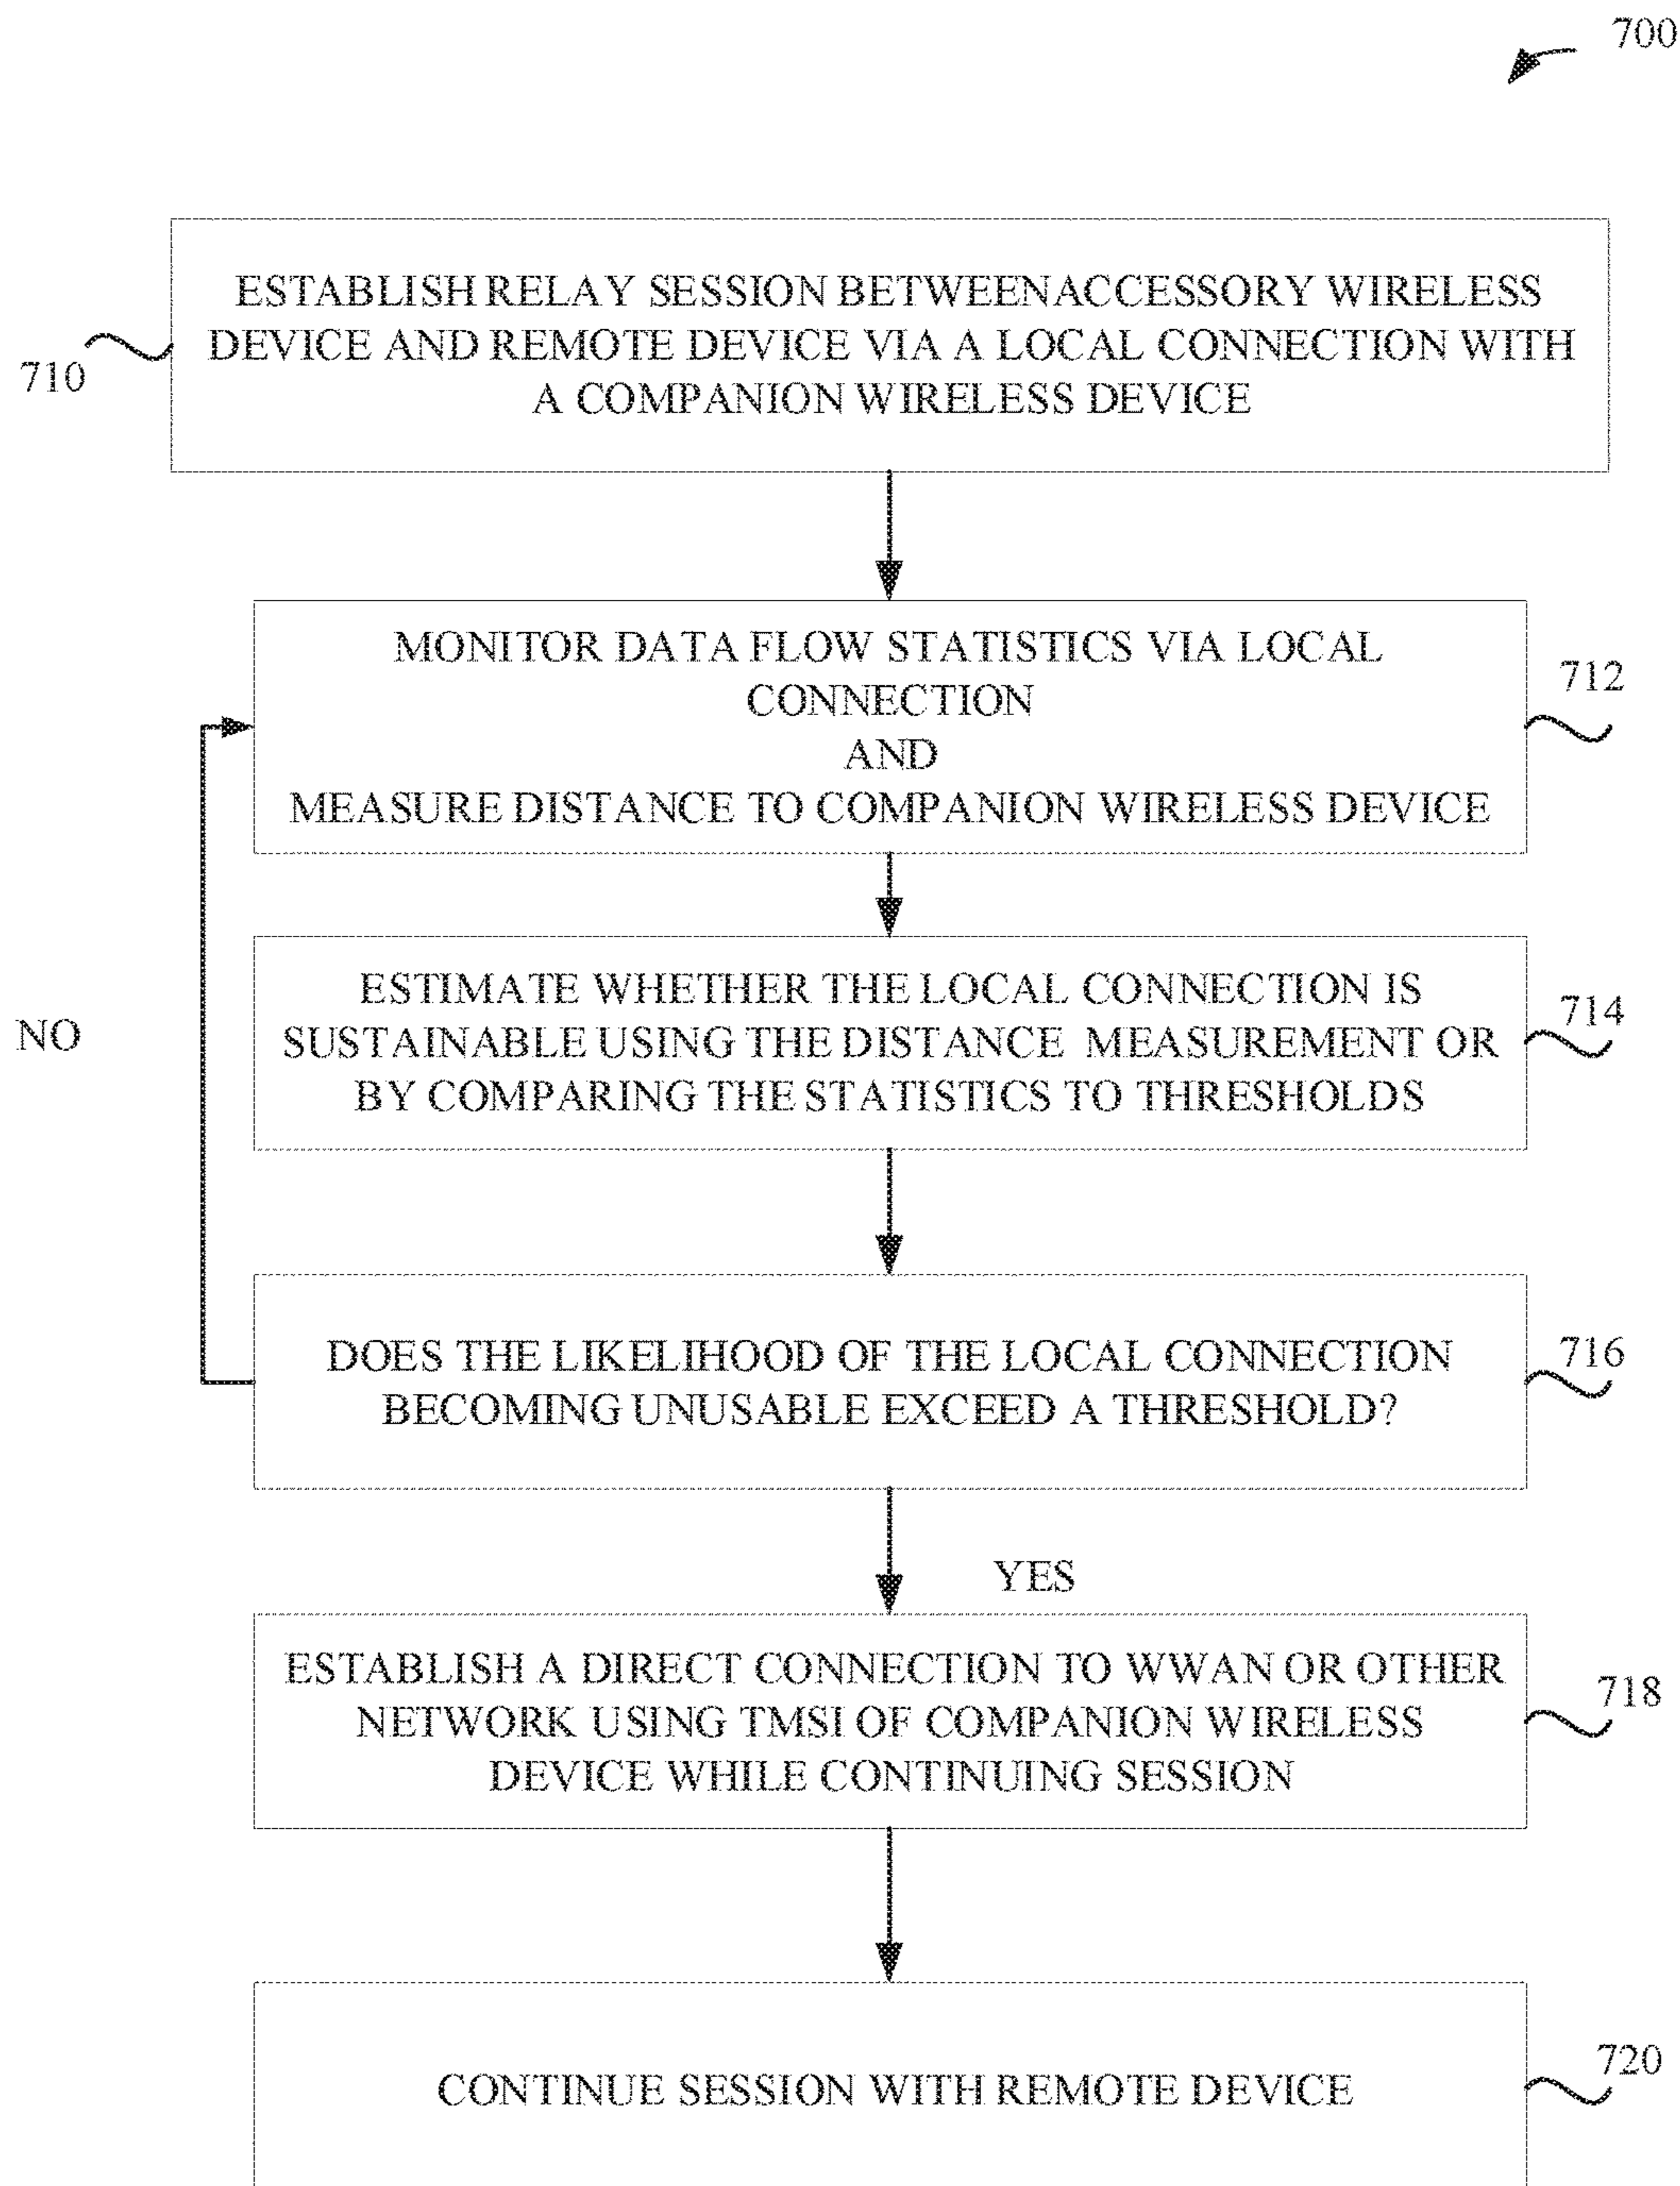 700
ESTABLISH RELAY SESSION BETWEENACCESSORY WIRELESS
DEVICE AND REMOTE DEVICE VIA A LOCAL CONNECTION WITH
A COMPANION WIRELESS DEVICE
710
MONITOR DATA FLOW STATISTICS VIA LOCAL
CONNECTION
AND
MEASURE DISTANCE TO COMPANION WIRELESS DEVICE
712
ESTIMATE WHETHER THE LOCAL CONNECTION IS
SUSTAINABLE USING THE DISTANCE MEASUREMENT OR
BY COMPARING THE STATISTICS TO THRESHOLDS
714
NO
DOES THE LIKELIHOOD OF THE LOCAL CONNECTION
BECOMING UNUSABLE EXCEED A THRESHOLD?
716
YES
ESTABLISH A DIRECT CONNECTION TO WWAN OR OTHER
NETWORK USING TMSI OF COMPANION WIRELESS
DEVICE WHILE CONTINUING SESSION
718
CONTINUE SESSION WITH REMOTE DEVICE
720